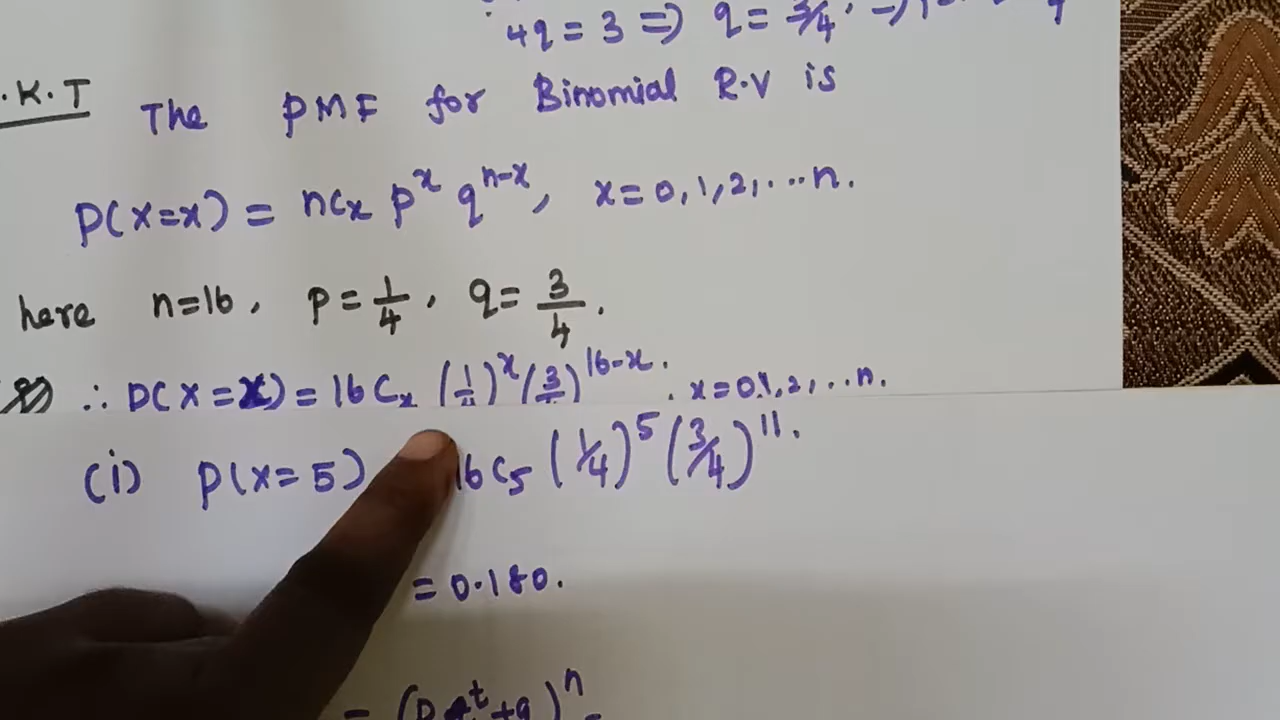 4q = 3 => q = 3/4 . =>
.K.T The PMF for Binomial R.V is
P(X=x) = nCx p^x q^n-x, x=0,1,2,...n.
here n=16, p=1/4, q=3/4.
∴ P(X=x) = 16Cx (1/4)^x (3/4)^16-x. . x=0,1,2,...n.
(i) P(X=5) 16C5 (1/4)^5 (3/4)^11.
= 0.180.
= (pe^t+q)^n